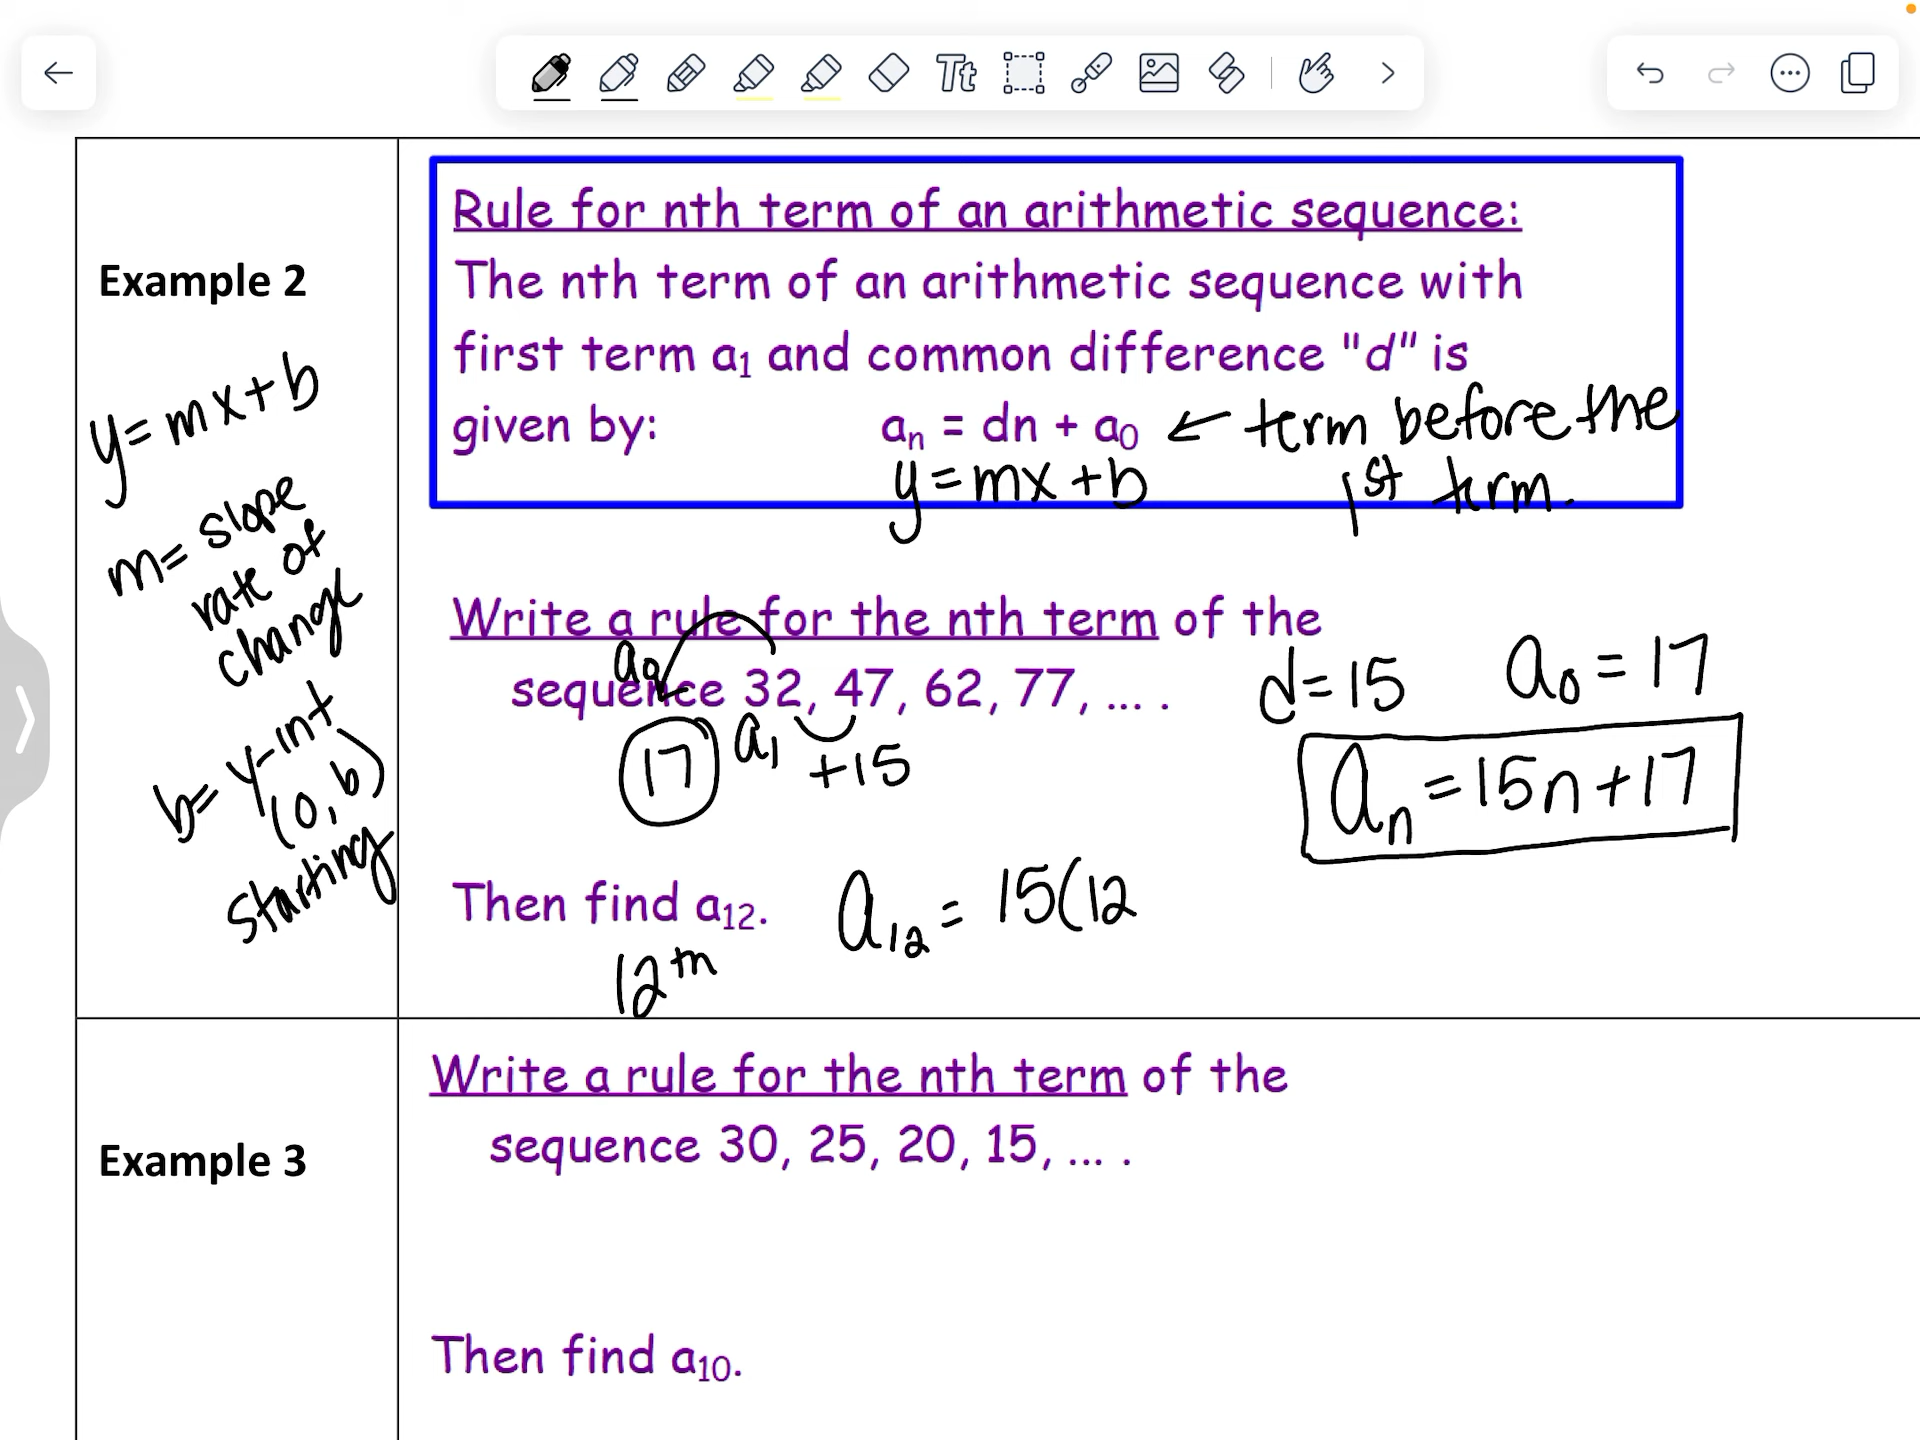 Tt
Example 2
y=mx+b
m= slope
rate of
change
b= y-int
(0, b)
starting
Rule for nth term of an arithmetic sequence:
The nth term of an arithmetic sequence with
first term a₁ and common difference "d" is
given by: aₙ = dn + a₀ ← term before the
y=mx+b 1st term.
Write a rule for the nth term of the
a₀
sequence 32, 47, 62, 77, ... . d=15 a₀=17
17 a₁ +15
aₙ=15n+17
Then find a₁₂. a₁₂= 15(12
12th
Example 3
Write a rule for the nth term of the
sequence 30, 25, 20, 15, ... .
Then find a₁₀.